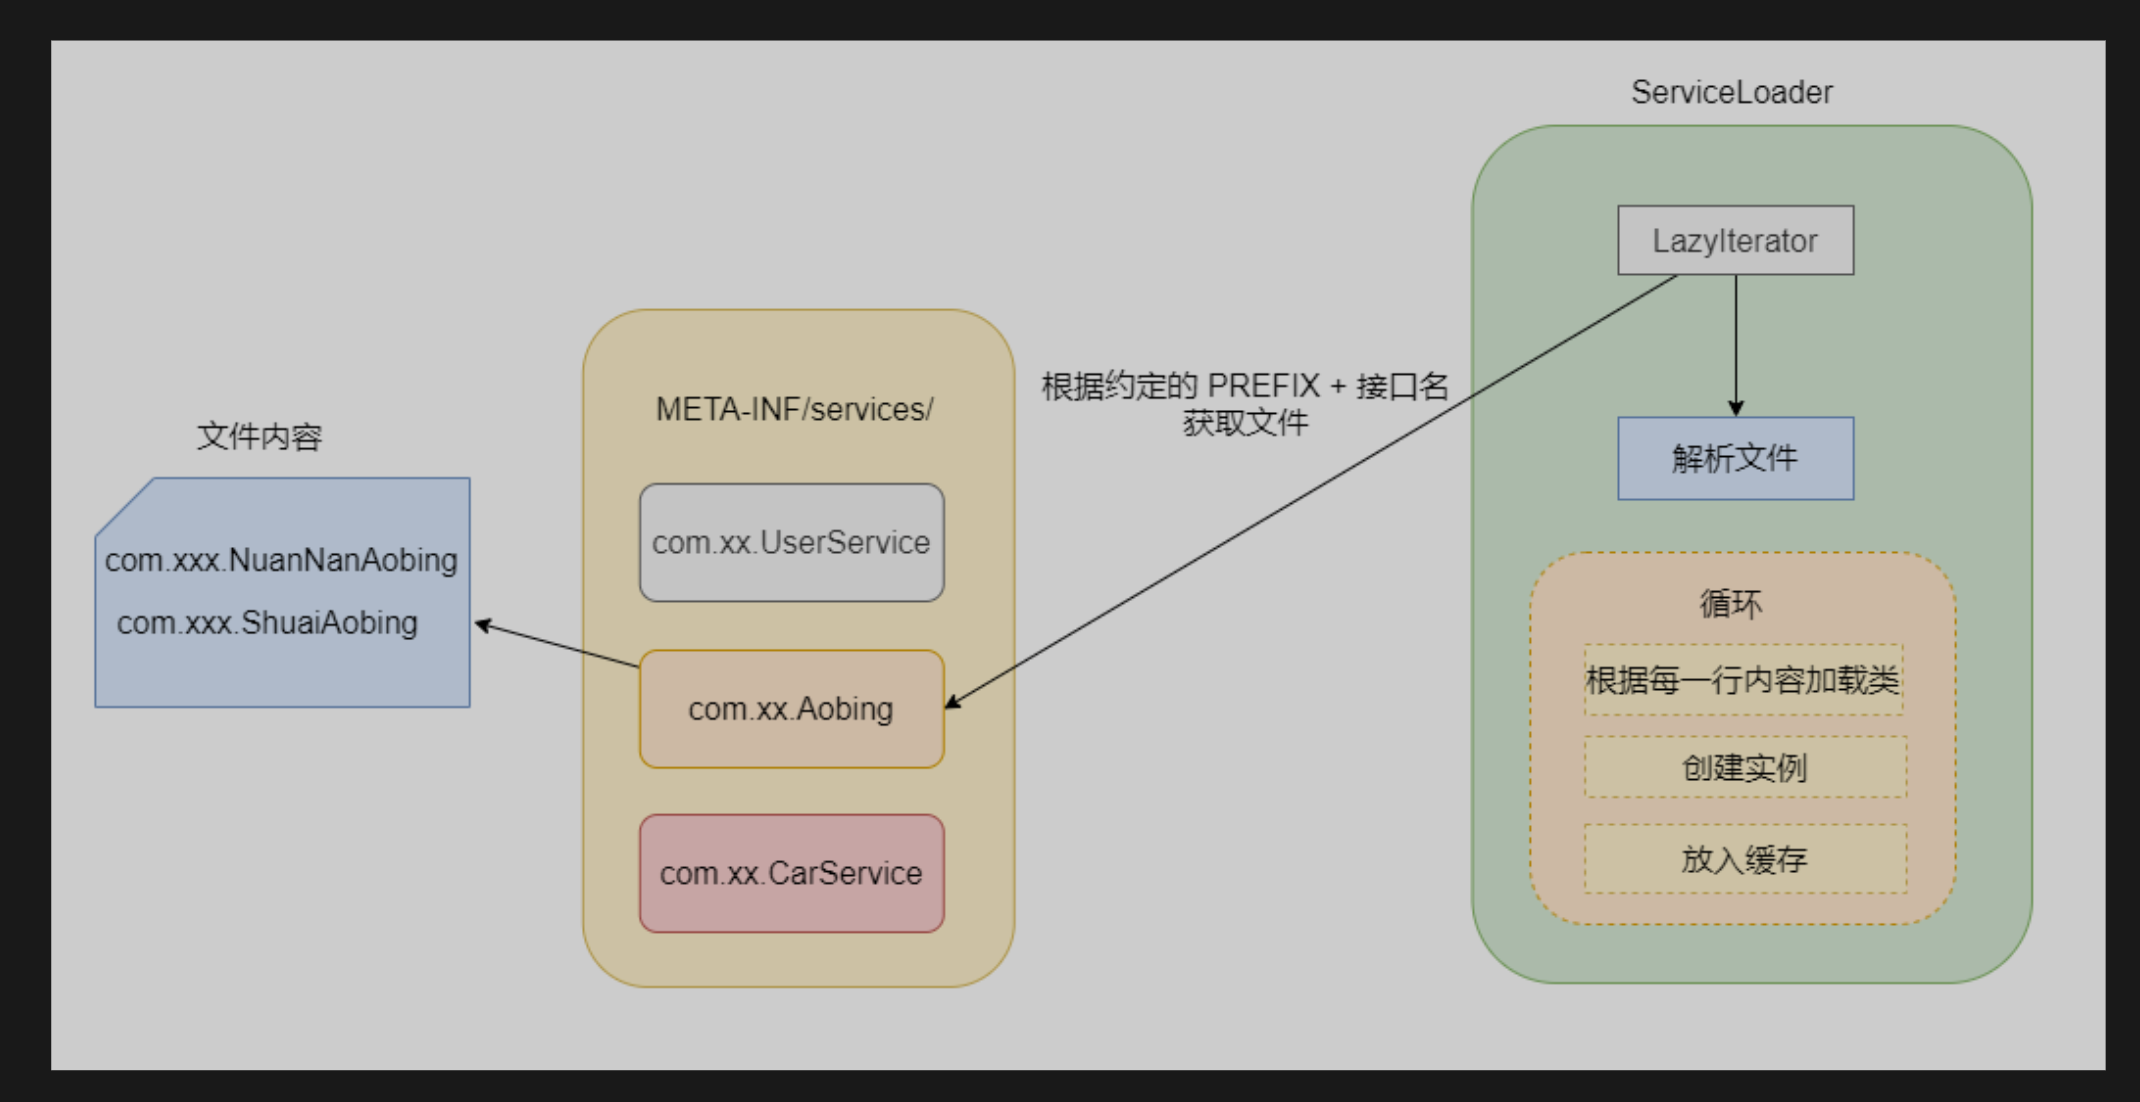 ServiceLoader
LazyIterator
根据约定的 PREFIX + 接口名
获取文件
META-INF/services/
文件内容
解析文件
com.xx.UserService
com.xxx.NuanNanAobing
com.xxx.ShuaiAobing
循环
根据每一行内容加载类
com.xx.Aobing
创建实例
放入缓存
com.xx.CarService